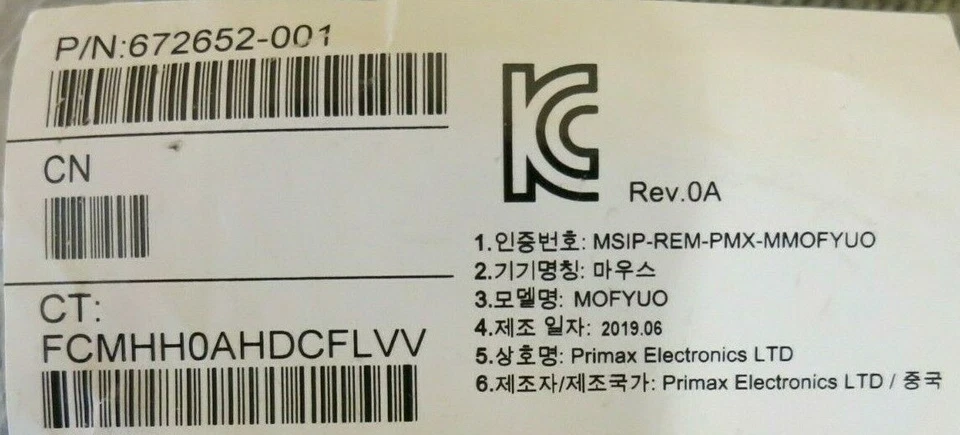 P/N:672652-001
CN
CT:
FCMHH0AHDCFLVV
Rev.0A
1.인증번호: MSIP-REM-PMX-MMOFYUO
2.기기명칭: 마우스
3.모델명: MOFYUO
4.제조 일자: 2019.06
5.상호명: Primax Electronics LTD
6.제조자/제조국가: Primax Electronics LTD / 중국